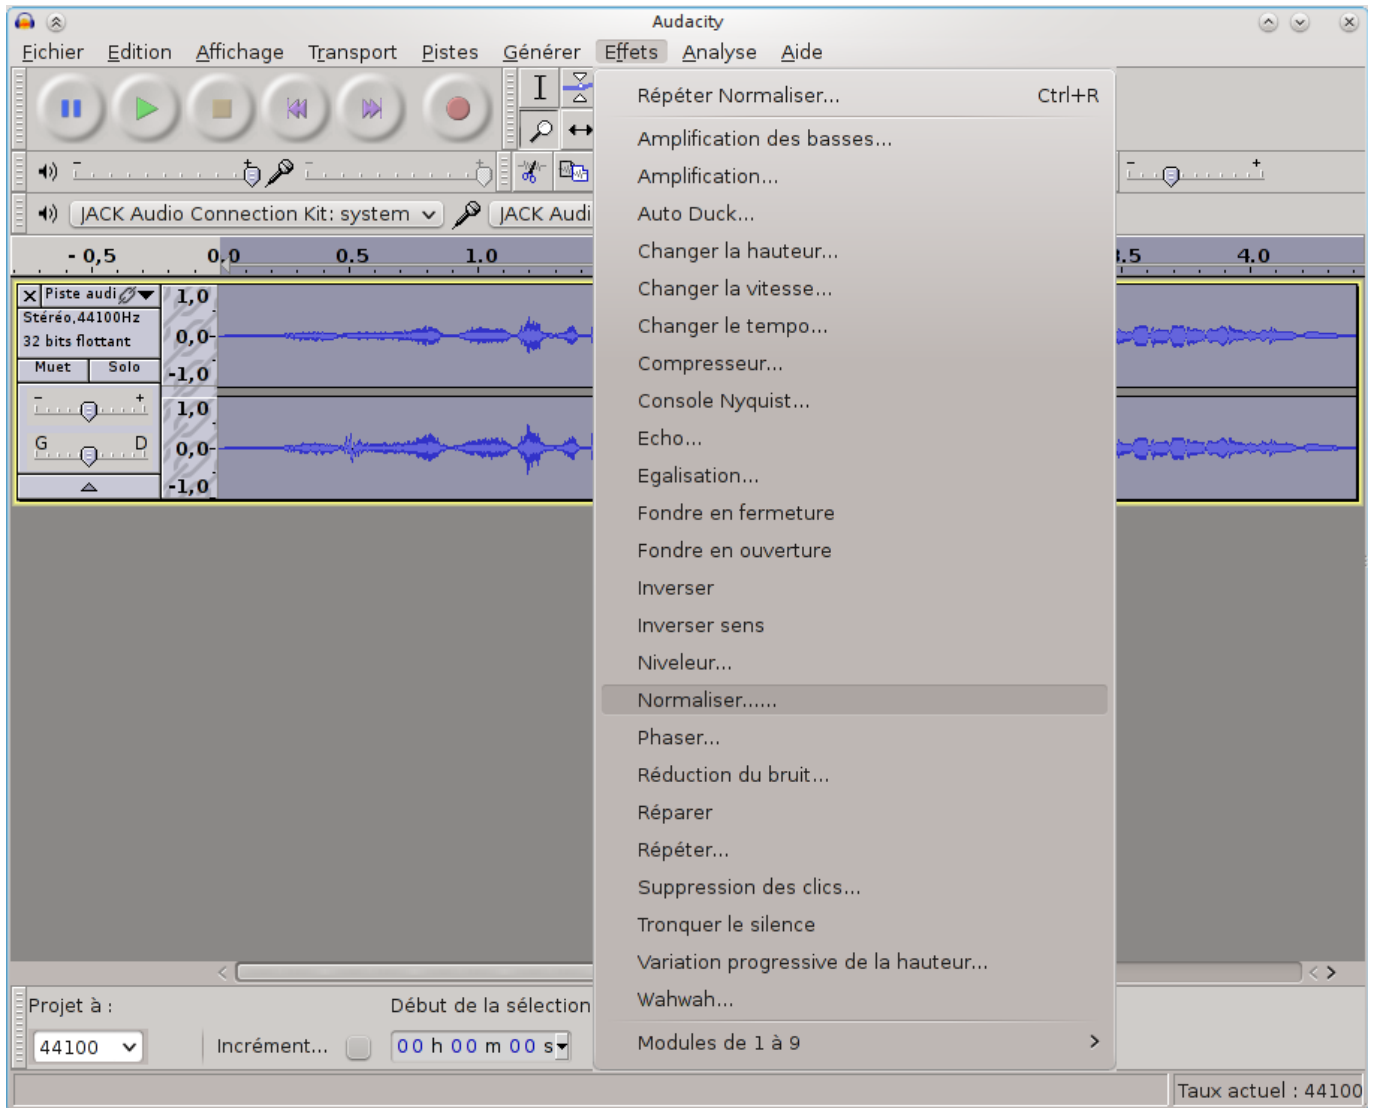 Audacity
Fichier Edition Affichage Transport Pistes Générer Effets Analyse Aide
Répéter Normaliser... Ctrl+R
Amplification des basses...
Amplification...
Auto Duck...
Changer la hauteur...
Changer la vitesse...
Changer le tempo...
Compresseur...
Console Nyquist...
Echo...
Egalisation...
Fondre en fermeture
Fondre en ouverture
Inverser
Inverser sens
Niveleur...
Normaliser......
Phaser...
Réduction du bruit...
Réparer
Répéter...
Suppression des clics...
Tronquer le silence
Variation progressive de la hauteur...
Wahwah...
Modules de 1 à 9
- +
- +
- +
JACK Audio Connection Kit: system JACK Audi
- 0,5 0,0 0.5 1.0 .5 4.0
Piste audi
Stéréo,44100Hz
32 bits flottant
Muet Solo
- +
G D
1,0
0,0-
-1,0
1,0
0,0-
-1,0
Projet à : Début de la sélection
44100 Incrément... 00 h 00 m 00 s
Taux actuel : 44100